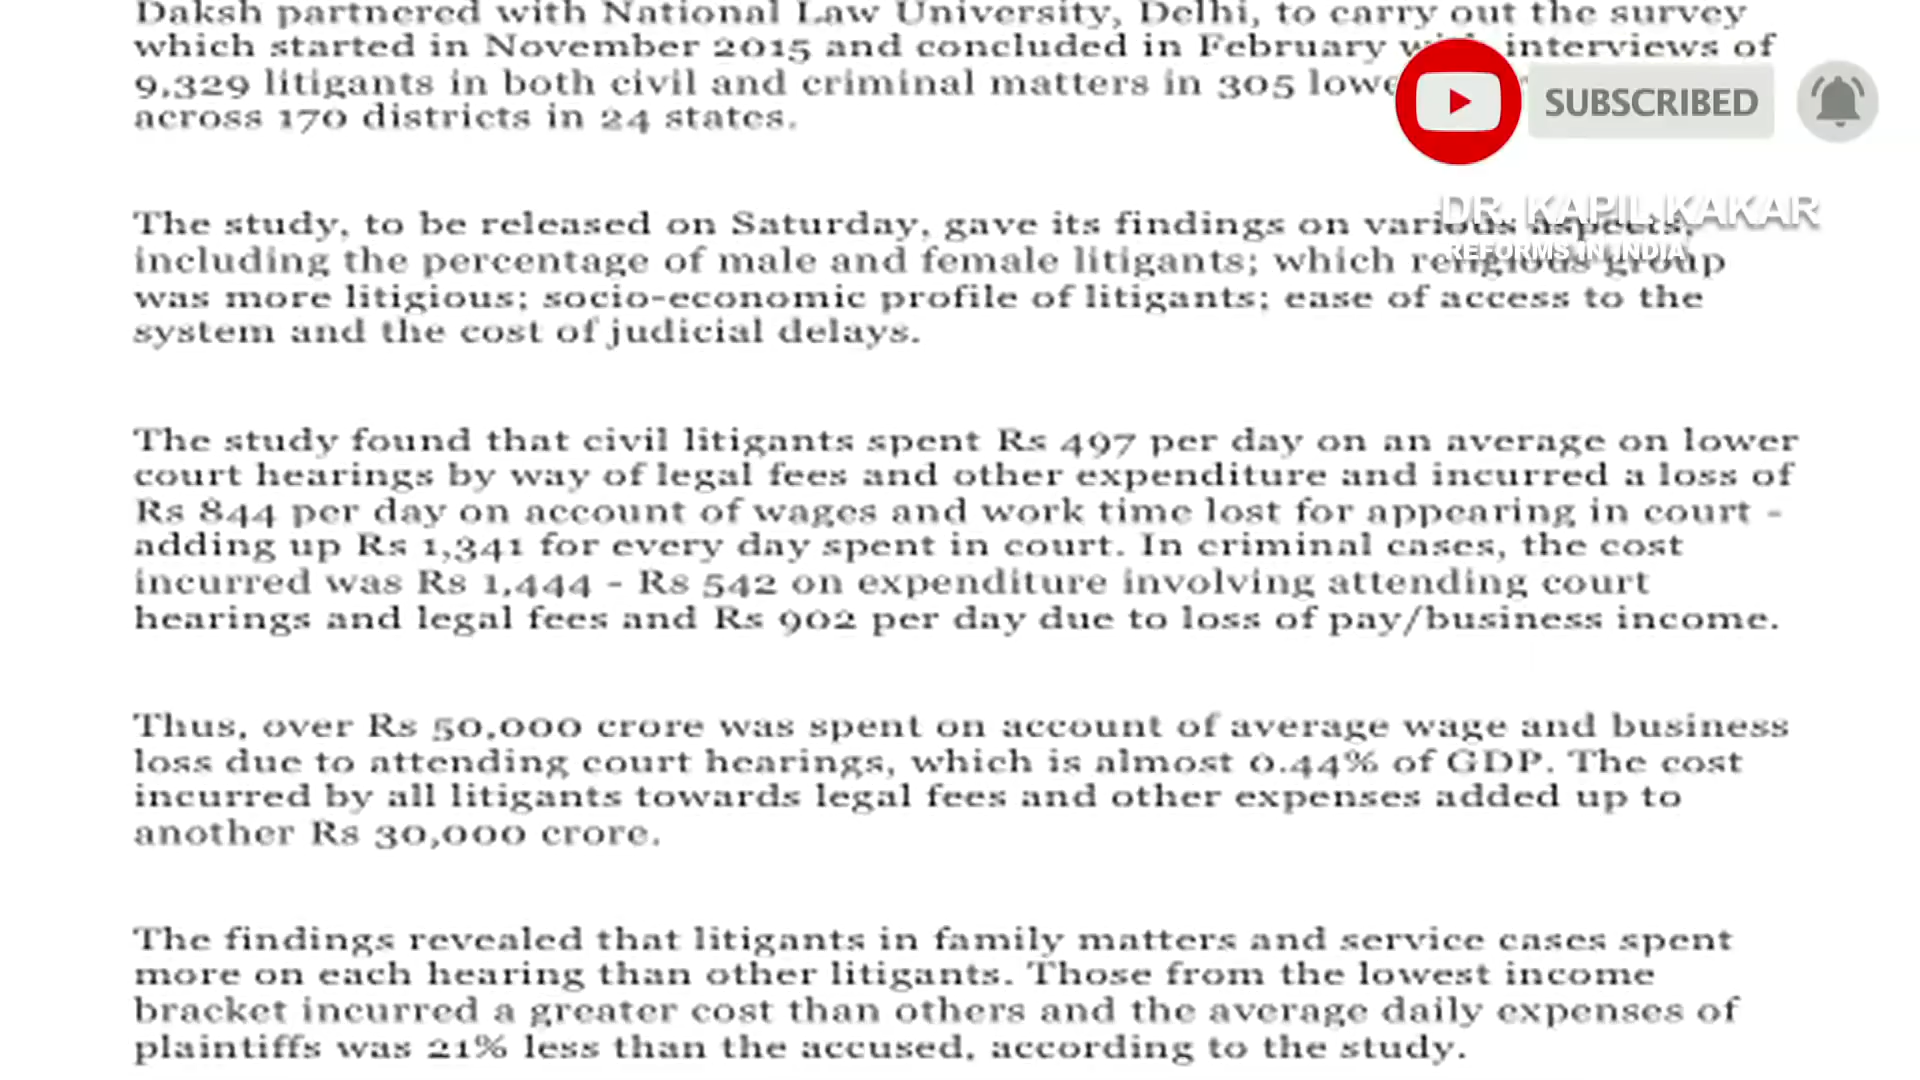 Daksh partnered with National Law University, Delhi, to carry out the survey
which started in November 2015 and concluded in February interviews of
9,329 litigants in both civil and criminal matters in 305
across 170 districts in 24 states.
SUBSCRIBED
DR. KAPIL KAKAR
REFORMS IN INDIA
The study, to be released on Saturday, gave its findings on various aspects,
including the percentage of male and female litigants; which religious group
was more litigious; socio-economic profile of litigants; ease of access to the
system and the cost of judicial delays.
The study found that civil litigants spent Rs 497 per day on an average on lower
court hearings by way of legal fees and other expenditure and incurred a loss of
Rs 844 per day on account of wages and work time lost for appearing in court -
adding up Rs 1,341 for every day spent in court. In criminal cases, the cost
incurred was Rs 1,444 - Rs 542 on expenditure involving attending court
hearings and legal fees and Rs 902 per day due to loss of pay/business income.
Thus, over Rs 50,000 crore was spent on account of average wage and business
loss due to attending court hearings, which is almost 0.44% of GDP. The cost
incurred by all litigants towards legal fees and other expenses added up to
another Rs 30,000 crore.
The findings revealed that litigants in family matters and service cases spent
more on each hearing than other litigants. Those from the lowest income
bracket incurred a greater cost than others and the average daily expenses of
plaintiffs was 21% less than the accused, according to the study.